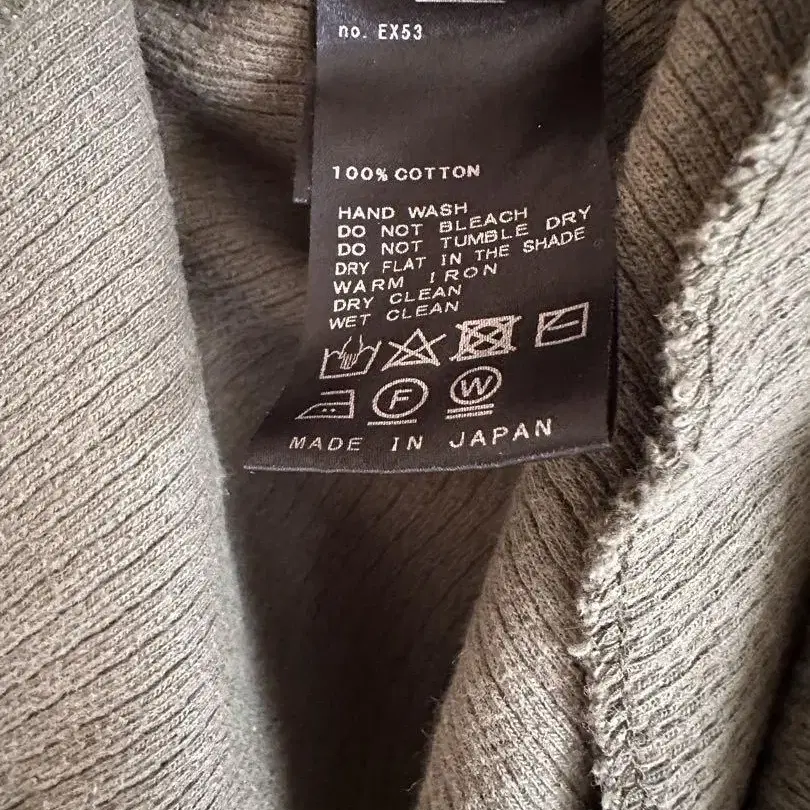 no. EX53
100% COTTON
HAND WASH
DO NOT BLEACH
DO NOT TUMBLE DRY
DRY FLAT IN THE SHADE
WARM IRON
DRY CLEAN
WET CLEAN
F W
MADE IN JAPAN